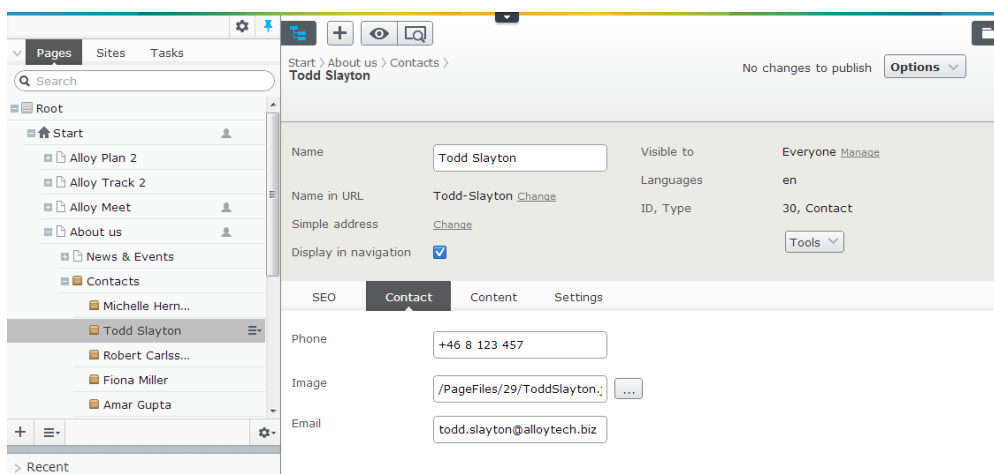 Pages Sites Tasks
Search
Root
Start
Alloy Plan 2
Alloy Track 2
Alloy Meet
About us
News & Events
Contacts
Michelle Hern...
Todd Slayton
Robert Carlss...
Fiona Miller
Amar Gupta
> Recent
Start > About us > Contacts >
Todd Slayton
No changes to publish Options
Name Todd Slayton
Name in URL Todd-Slayton Change
Simple address Change
Display in navigation
Visible to Everyone Manage
Languages en
ID, Type 30, Contact
Tools
SEO Contact Content Settings
Phone +46 8 123 457
Image /PageFiles/29/ToddSlayton. ...
Email todd.slayton@alloytech.biz